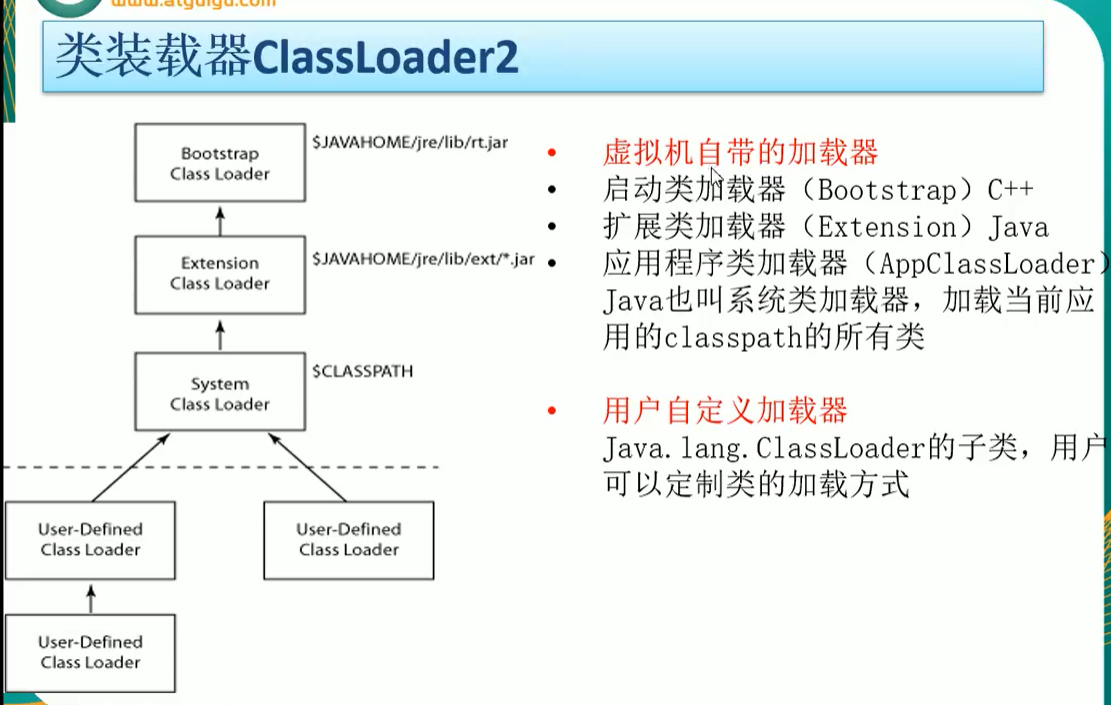 www.atguigu.com
类装载器ClassLoader2
Bootstrap
Class Loader
$JAVAHOME/jre/lib/rt.jar
Extension
Class Loader
$JAVAHOME/jre/lib/ext/*.jar
System
Class Loader
$CLASSPATH
User-Defined
Class Loader
User-Defined
Class Loader
User-Defined
Class Loader
• 虚拟机自带的加载器
• 启动类加载器（Bootstrap）C++
• 扩展类加载器（Extension）Java
• 应用程序类加载器（AppClassLoader）
Java也叫系统类加载器，加载当前应
用的classpath的所有类
• 用户自定义加载器
Java.lang.ClassLoader的子类，用户
可以定制类的加载方式